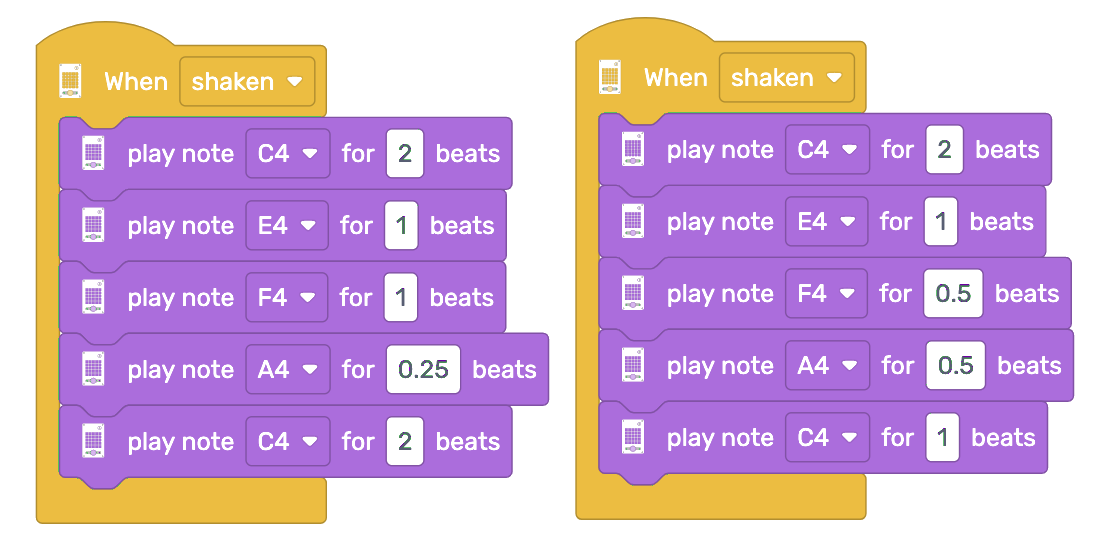 When shaken
play note C4 for 2 beats
play note E4 for 1 beats
play note F4 for 1 beats
play note A4 for 0.25 beats
play note C4 for 2 beats
When shaken
play note C4 for 2 beats
play note E4 for 1 beats
play note F4 for 0.5 beats
play note A4 for 0.5 beats
play note C4 for 1 beats